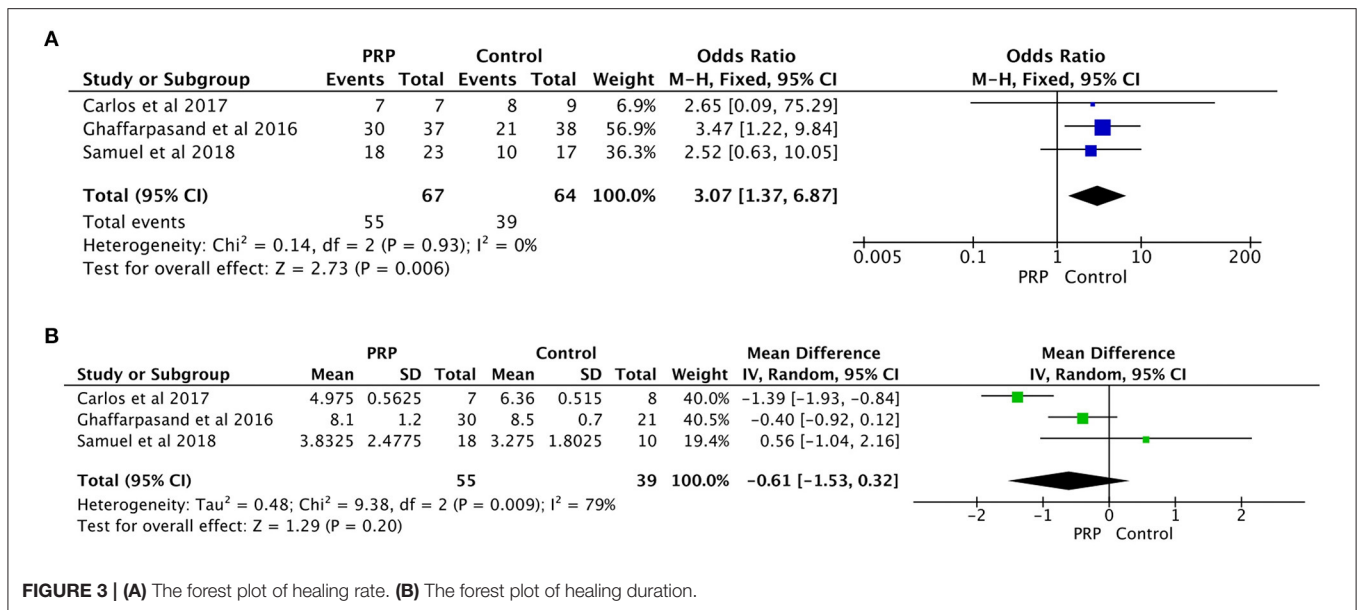 A
PRP Control Odds Ratio Odds Ratio
Study or Subgroup Events Total Events Total Weight M-H, Fixed, 95% CI M-H, Fixed, 95% CI
Carlos et al 2017 7 7 8 9 6.9% 2.65 [0.09, 75.29]
Ghaffarpasand et al 2016 30 37 21 38 56.9% 3.47 [1.22, 9.84]
Samuel et al 2018 18 23 10 17 36.3% 2.52 [0.63, 10.05]
Total (95% CI) 67 64 100.0% 3.07 [1.37, 6.87]
Total events 55 39
Heterogeneity: Chi² = 0.14, df = 2 (P = 0.93); I² = 0%
Test for overall effect: Z = 2.73 (P = 0.006)
0.005 0.1 1 10 200
PRP Control
B
PRP Control Mean Difference Mean Difference
Study or Subgroup Mean SD Total Mean SD Total Weight IV, Random, 95% CI IV, Random, 95% CI
Carlos et al 2017 4.975 0.5625 7 6.36 0.515 8 40.0% -1.39 [-1.93, -0.84]
Ghaffarpasand et al 2016 8.1 1.2 30 8.5 0.7 21 40.5% -0.40 [-0.92, 0.12]
Samuel et al 2018 3.8325 2.4775 18 3.275 1.8025 10 19.4% 0.56 [-1.04, 2.16]
Total (95% CI) 55 39 100.0% -0.61 [-1.53, 0.32]
Heterogeneity: Tau² = 0.48; Chi² = 9.38, df = 2 (P = 0.009); I² = 79%
Test for overall effect: Z = 1.29 (P = 0.20)
-2 -1 0 1 2
PRP Control
FIGURE 3 | (A) The forest plot of healing rate. (B) The forest plot of healing duration.